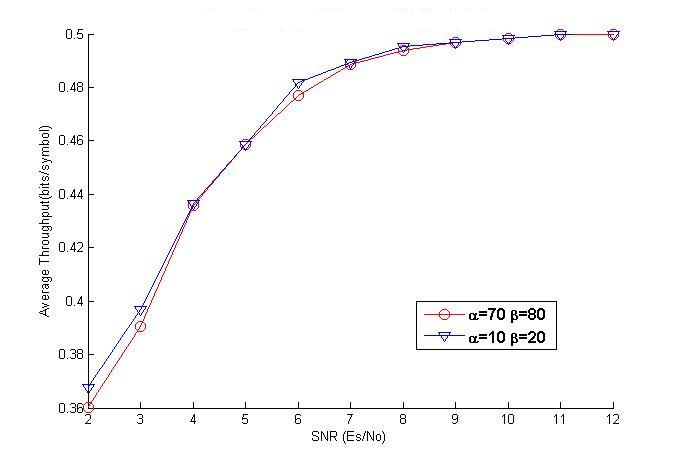 0.5
0.48
0.46
0.44
0.42
0.4
0.38
0.36
Average Throughput(bits/symbol)
α=70 β=80
α=10 β=20
2 3 4 5 6 7 8 9 10 11 12
SNR (Es/No)